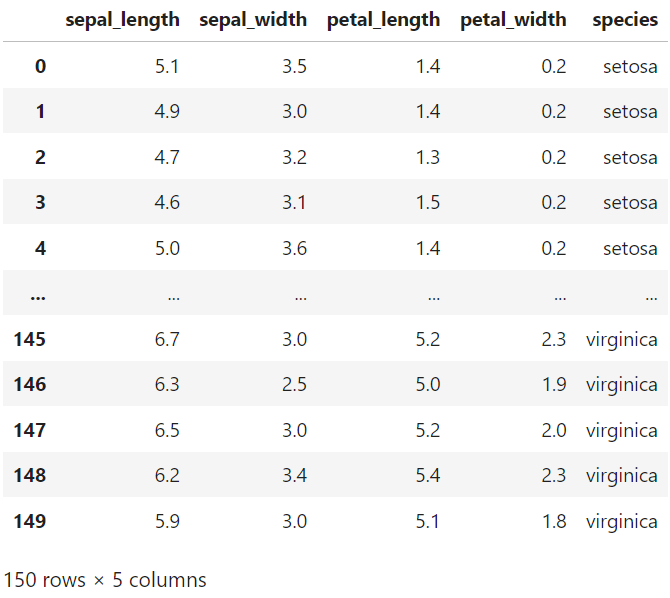 sepal_length sepal_width petal_length petal_width species
0 5.1 3.5 1.4 0.2 setosa
1 4.9 3.0 1.4 0.2 setosa
2 4.7 3.2 1.3 0.2 setosa
3 4.6 3.1 1.5 0.2 setosa
4 5.0 3.6 1.4 0.2 setosa
... ... ... ... ... ...
145 6.7 3.0 5.2 2.3 virginica
146 6.3 2.5 5.0 1.9 virginica
147 6.5 3.0 5.2 2.0 virginica
148 6.2 3.4 5.4 2.3 virginica
149 5.9 3.0 5.1 1.8 virginica
150 rows × 5 columns